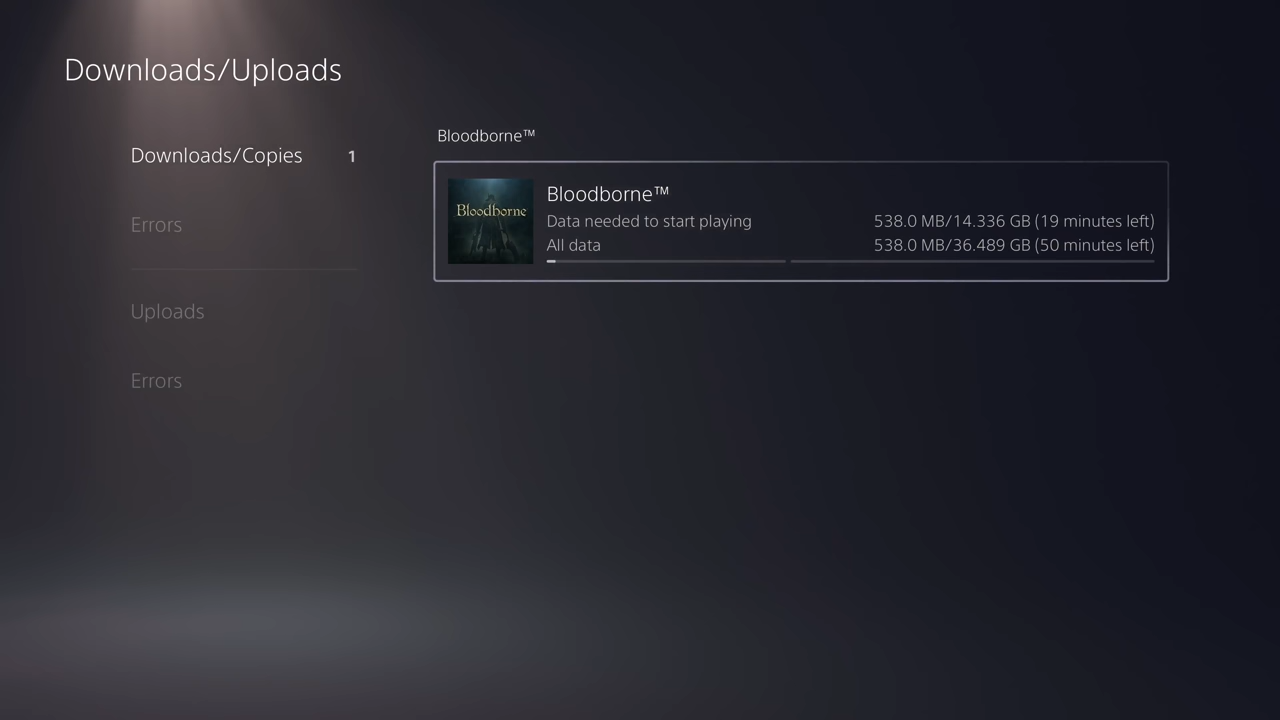 Downloads/Uploads
Downloads/Copies 1
Errors
Uploads
Errors
Bloodborne™
Bloodborne
Bloodborne™
Data needed to start playing 538.0 MB/14.336 GB (19 minutes left)
All data 538.0 MB/36.489 GB (50 minutes left)